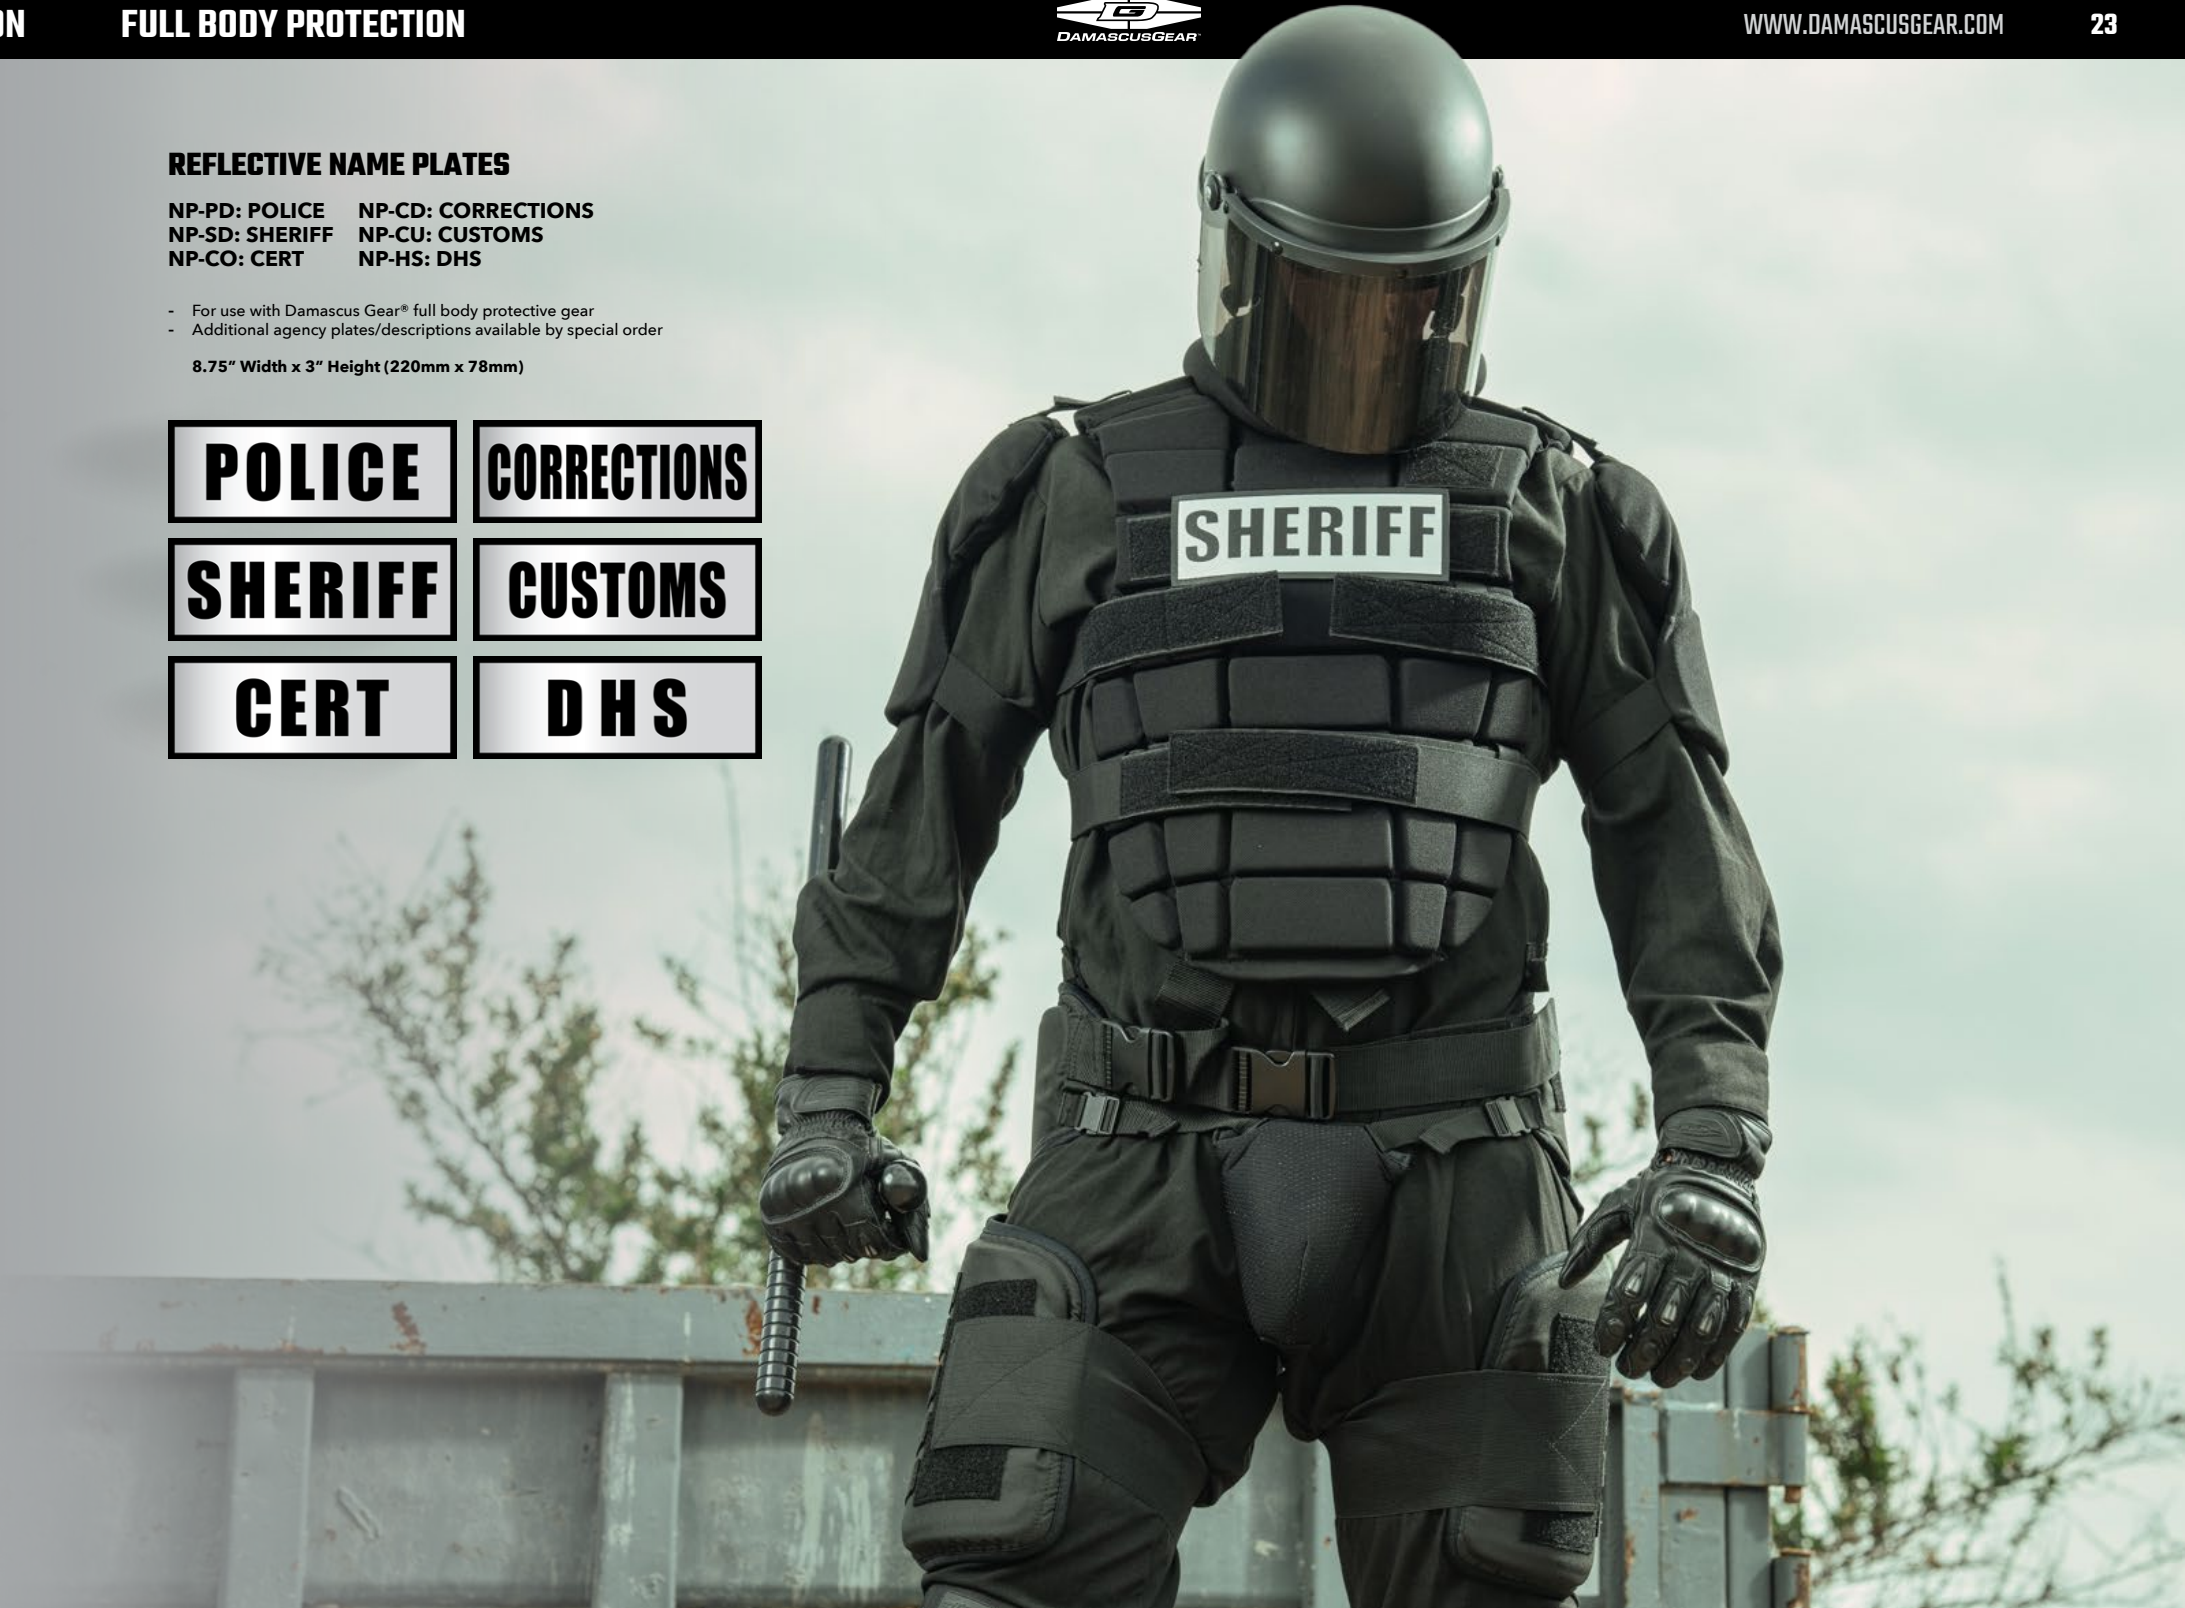 ON FULL BODY PROTECTION
DAMASCUSGEAR
WWW.DAMASCUSGEAR.COM 23
REFLECTIVE NAME PLATES
NP-PD: POLICE NP-CD: CORRECTIONS
NP-SD: SHERIFF NP-CU: CUSTOMS
NP-CO: CERT NP-HS: DHS
- For use with Damascus Gear® full body protective gear
- Additional agency plates/descriptions available by special order
8.75” Width x 3” Height (220mm x 78mm)
POLICE CORRECTIONS
SHERIFF CUSTOMS
CERT DHS
SHERIFF